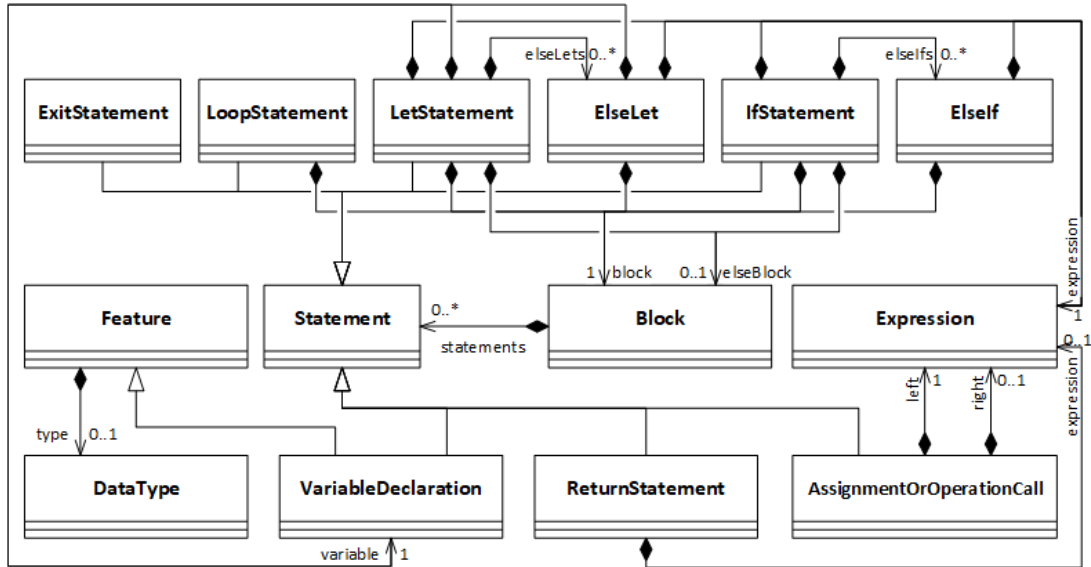 elseLets 0..*
elseIfs 0..*
ExitStatement
LoopStatement
LetStatement
ElseLet
IfStatement
ElseIf
expression
1 block
0..1 elseBlock
1
Feature
Statement
0..*
statements
Block
Expression
0..1
expression
left
1
right
0..1
type 0..1
DataType
VariableDeclaration
ReturnStatement
AssignmentOrOperationCall
variable 1